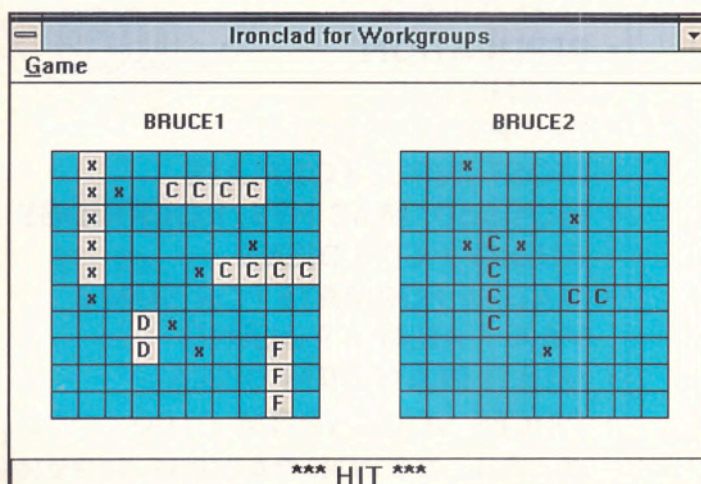 Ironclad for Workgroups
Game
BRUCE1
x
x x C C C C
x
x x
x x C C C C
x
D x
D x F
F
F
BRUCE2
x
x
x C x
C
C C C
C
x
*** HIT ***